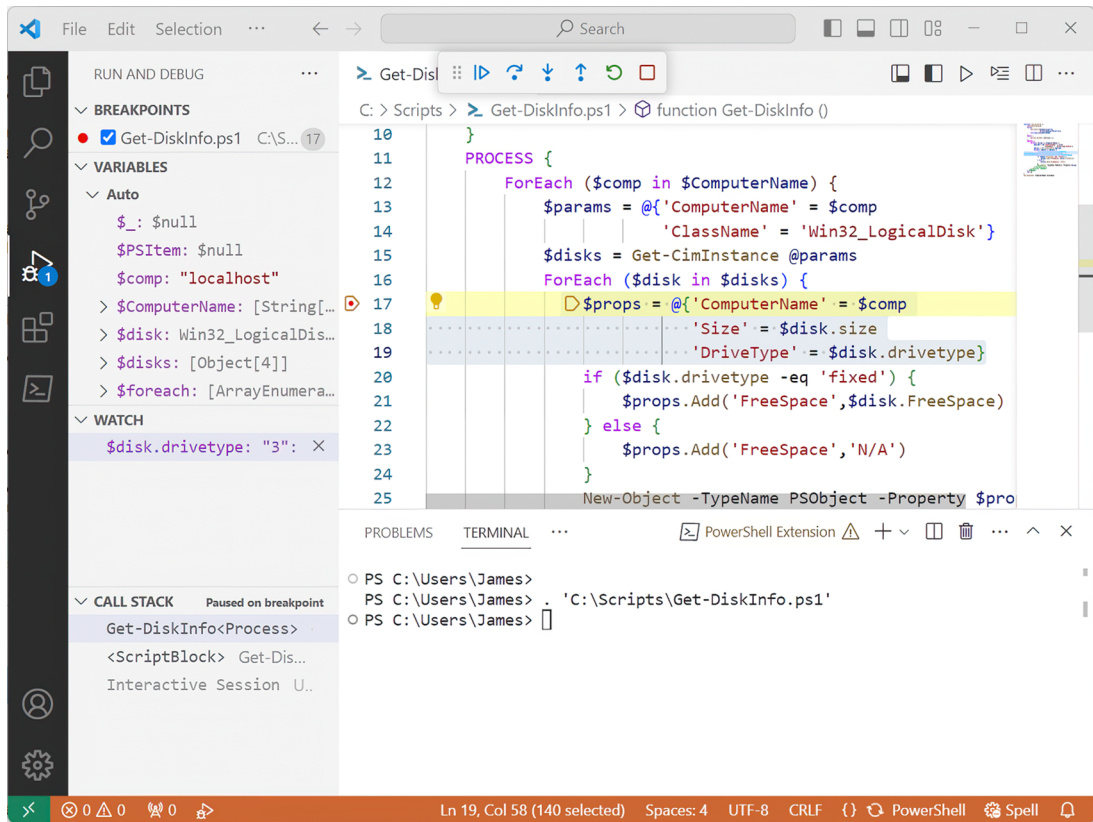 File Edit Selection ··· Search
RUN AND DEBUG ···
BREAKPOINTS
Get-DiskInfo.ps1 C:\S... 17
VARIABLES
Auto
$_: $null
$PSItem: $null
$comp: "localhost"
$ComputerName: [String[...
$disk: Win32_LogicalDis...
$disks: [Object[4]]
$foreach: [ArrayEnumera...
WATCH
$disk.drivetype: "3":
CALL STACK Paused on breakpoint
Get-DiskInfo<Process>
<ScriptBlock> Get-Dis...
Interactive Session U..
1
Get-Disl
C: > Scripts > Get-DiskInfo.ps1 > function Get-DiskInfo ()
10 }
11 PROCESS {
12 ForEach ($comp in $ComputerName) {
13 $params = @{'ComputerName' = $comp
14 'ClassName' = 'Win32_LogicalDisk'}
15 $disks = Get-CimInstance @params
16 ForEach ($disk in $disks) {
17 $props = @{'ComputerName' = $comp
18 'Size' = $disk.size
19 'DriveType' = $disk.drivetype}
20 if ($disk.drivetype -eq 'fixed') {
21 $props.Add('FreeSpace',$disk.FreeSpace)
22 } else {
23 $props.Add('FreeSpace','N/A')
24 }
25 New-Object -TypeName PSObject -Property $pro
PROBLEMS TERMINAL ··· PowerShell Extension
PS C:\Users\James>
PS C:\Users\James> . 'C:\Scripts\Get-DiskInfo.ps1'
PS C:\Users\James>
0 0 0 Ln 19, Col 58 (140 selected) Spaces: 4 UTF-8 CRLF {} PowerShell Spell